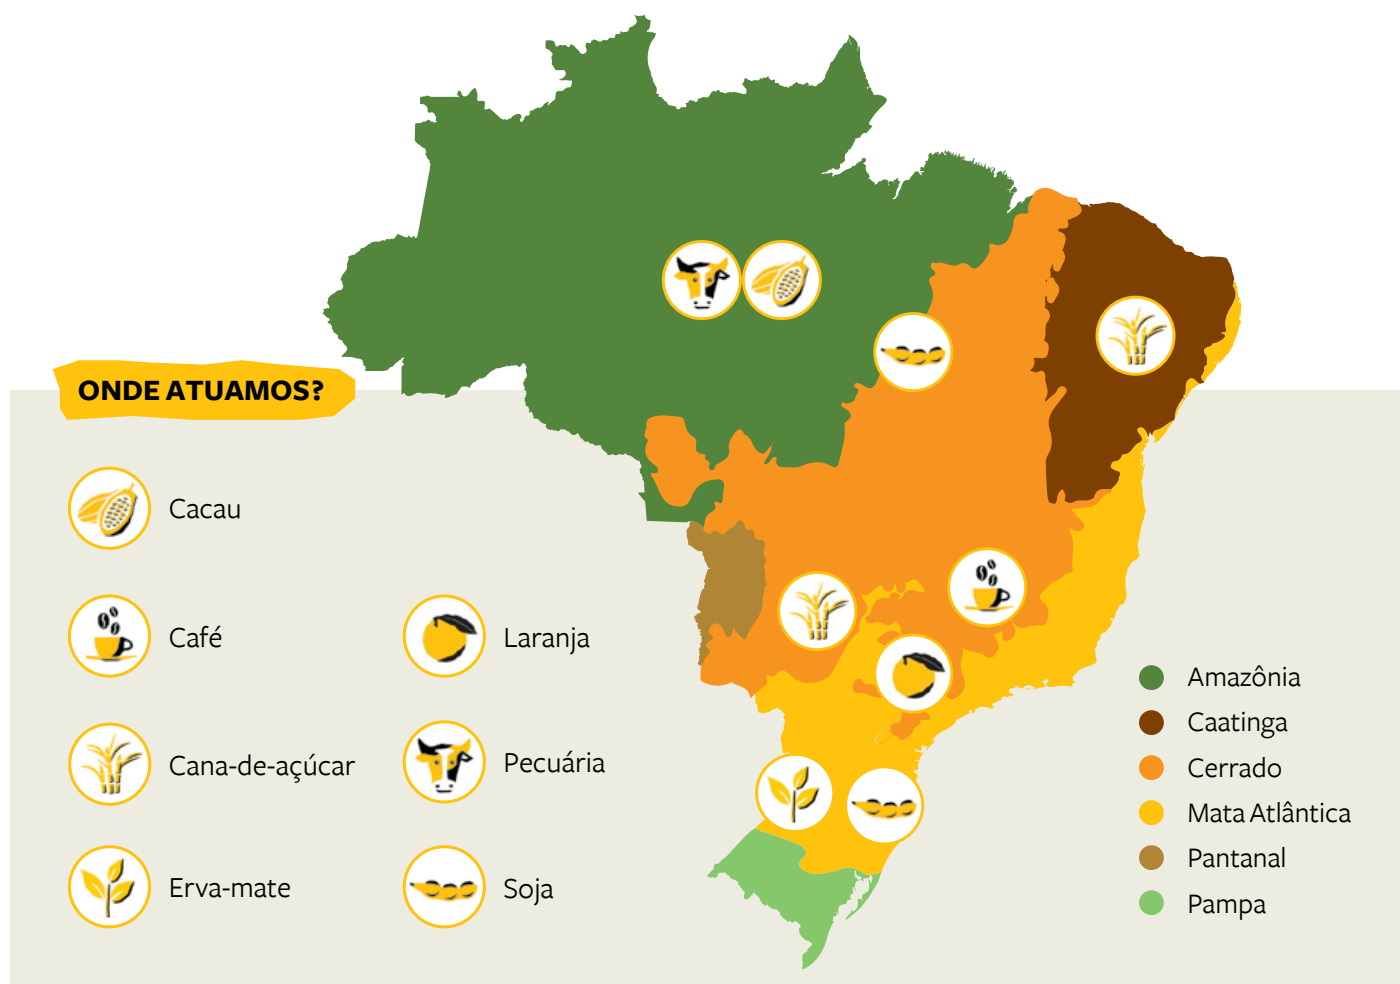 ONDE ATUAMOS?
Cacau
Café
Cana-de-açúcar
Erva-mate
Laranja
Pecuária
Soja
Amazônia
Caatinga
Cerrado
Mata Atlântica
Pantanal
Pampa